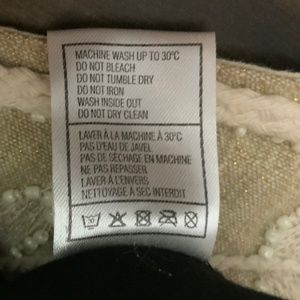 MACHINE WASH UP TO 30°C
DO NOT BLEACH
DO NOT TUMBLE DRY
DO NOT IRON
WASH INSIDE OUT
DO NOT DRY CLEAN
LAVER À LA MACHINE À 30°C
PAS D'EAU DE JAVEL
PAS DE SÉCHAGE EN MACHINE
NE PAS REPASSER
LAVER À L'ENVERS
NETTOYAGE A SEC INTERDIT
30